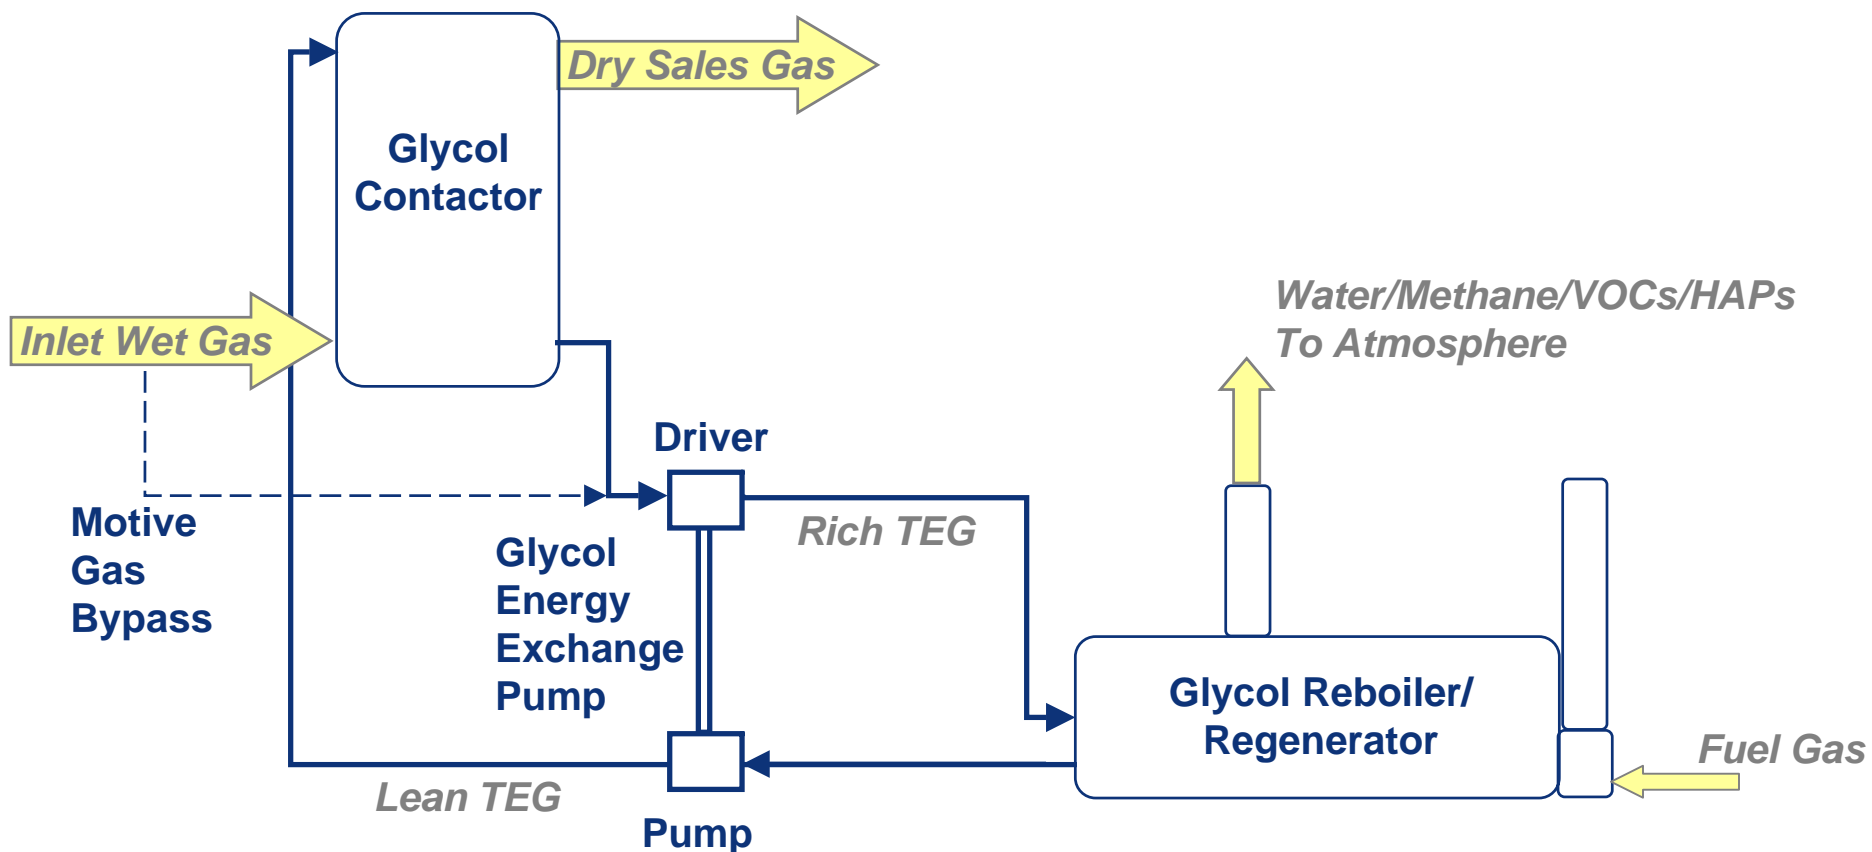 Dry Sales Gas
Glycol
Contactor
Inlet Wet Gas
Water/Methane/VOCs/HAPs
To Atmosphere
Driver
Motive
Gas
Bypass
Glycol
Energy
Exchange
Pump
Rich TEG
Glycol Reboiler/
Regenerator
Fuel Gas
Lean TEG
Pump